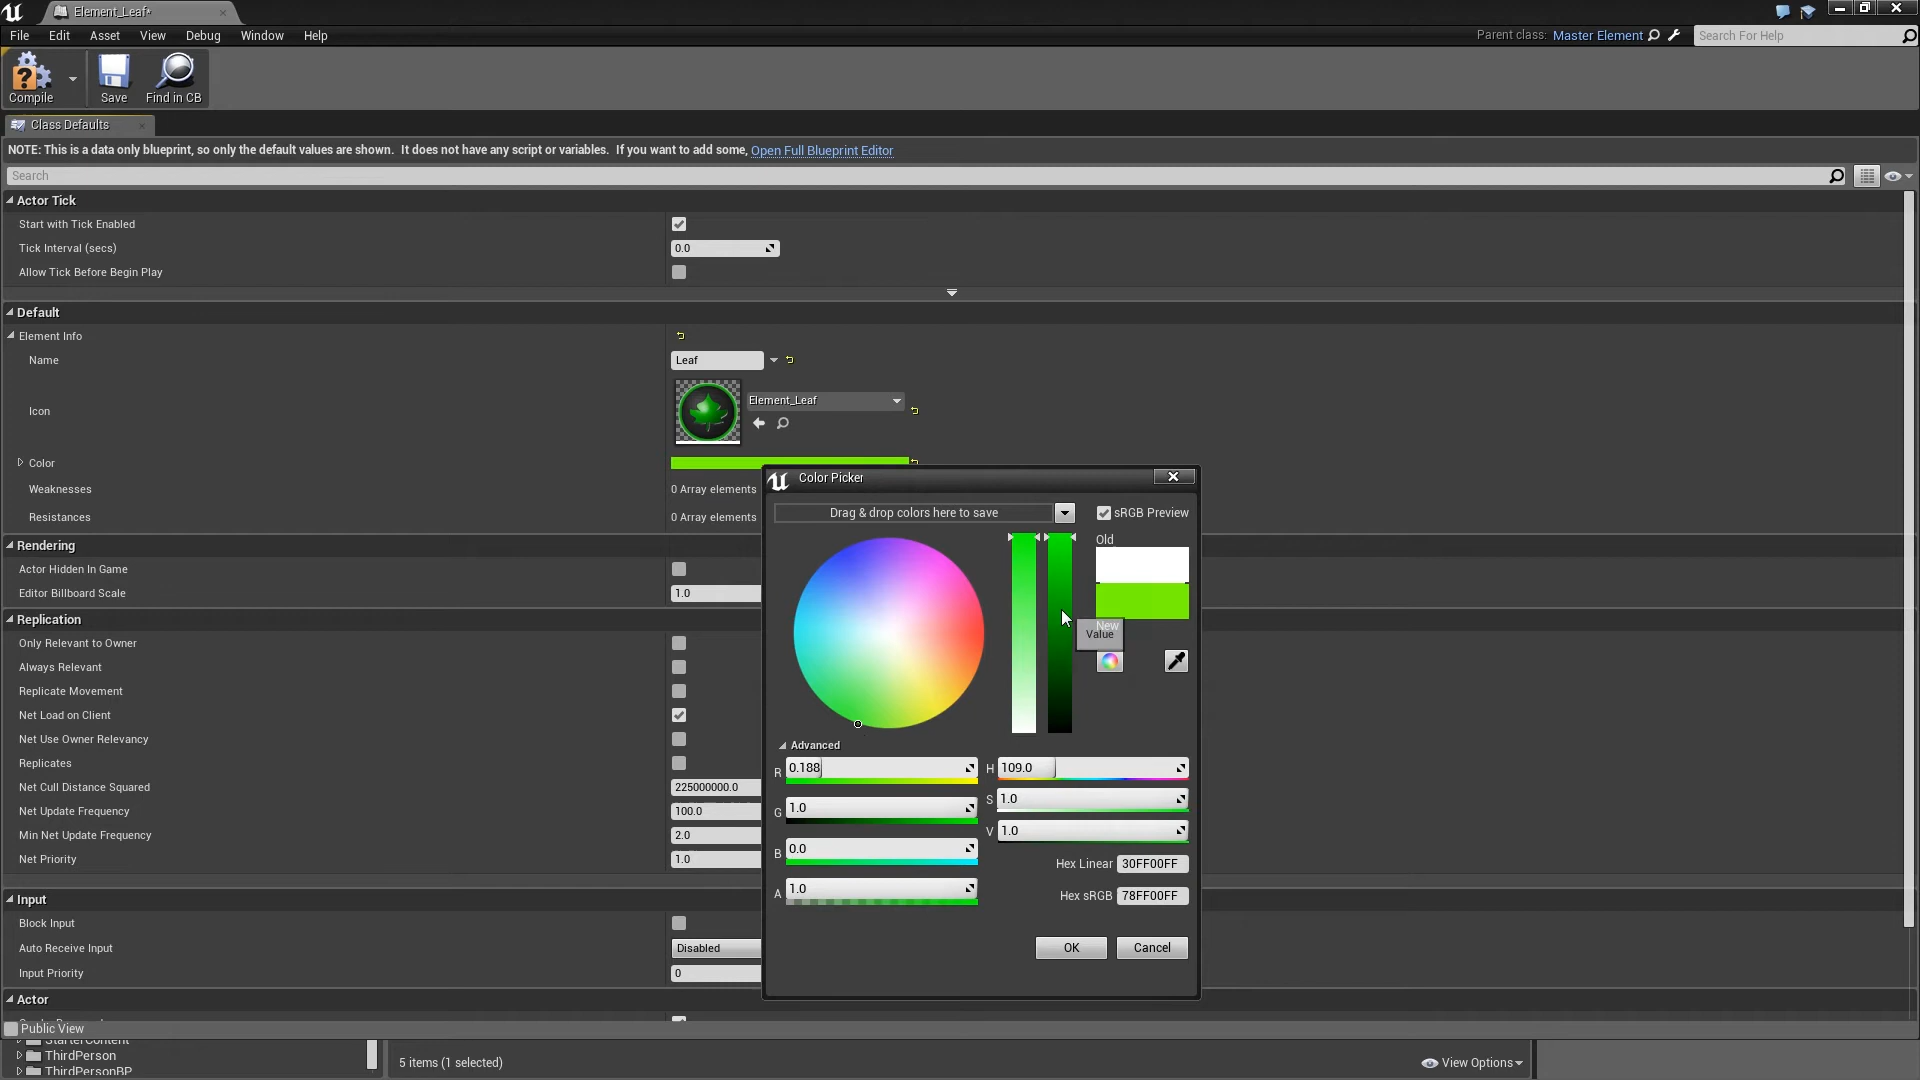 Element_Leaf*
File Edit Asset View Debug Window Help
Parent class: Master Element
Search For Help
Compile Save Find in CB
Class Defaults
NOTE: This is a data only blueprint, so only the default values are shown. It does not have any script or variables. If you want to add some, Open Full Blueprint Editor
Search
Actor Tick
Start with Tick Enabled
Tick Interval (secs) 0.0
Allow Tick Before Begin Play
Default
Element Info
Name Leaf
Icon Element_Leaf
Color
Weaknesses 0 Array elements
Resistances 0 Array elements
Rendering
Actor Hidden In Game
Editor Billboard Scale 1.0
Replication
Only Relevant to Owner
Always Relevant
Replicate Movement
Net Load on Client
Net Use Owner Relevancy
Replicates
Net Cull Distance Squared 225000000.0
Net Update Frequency 100.0
Min Net Update Frequency 2.0
Net Priority 1.0
Input
Block Input
Auto Receive Input Disabled
Input Priority 0
Actor
Public View
Color Picker
Drag & drop colors here to save
sRGB Preview
Old
New
Value
Advanced
R 0.188 H 109.0
G 1.0 S 1.0
B 0.0 V 1.0
A 1.0
Hex Linear 30FF00FF
Hex sRGB 78FF00FF
OK Cancel
StarterContent
ThirdPerson
ThirdPersonBP
5 items (1 selected)
View Options